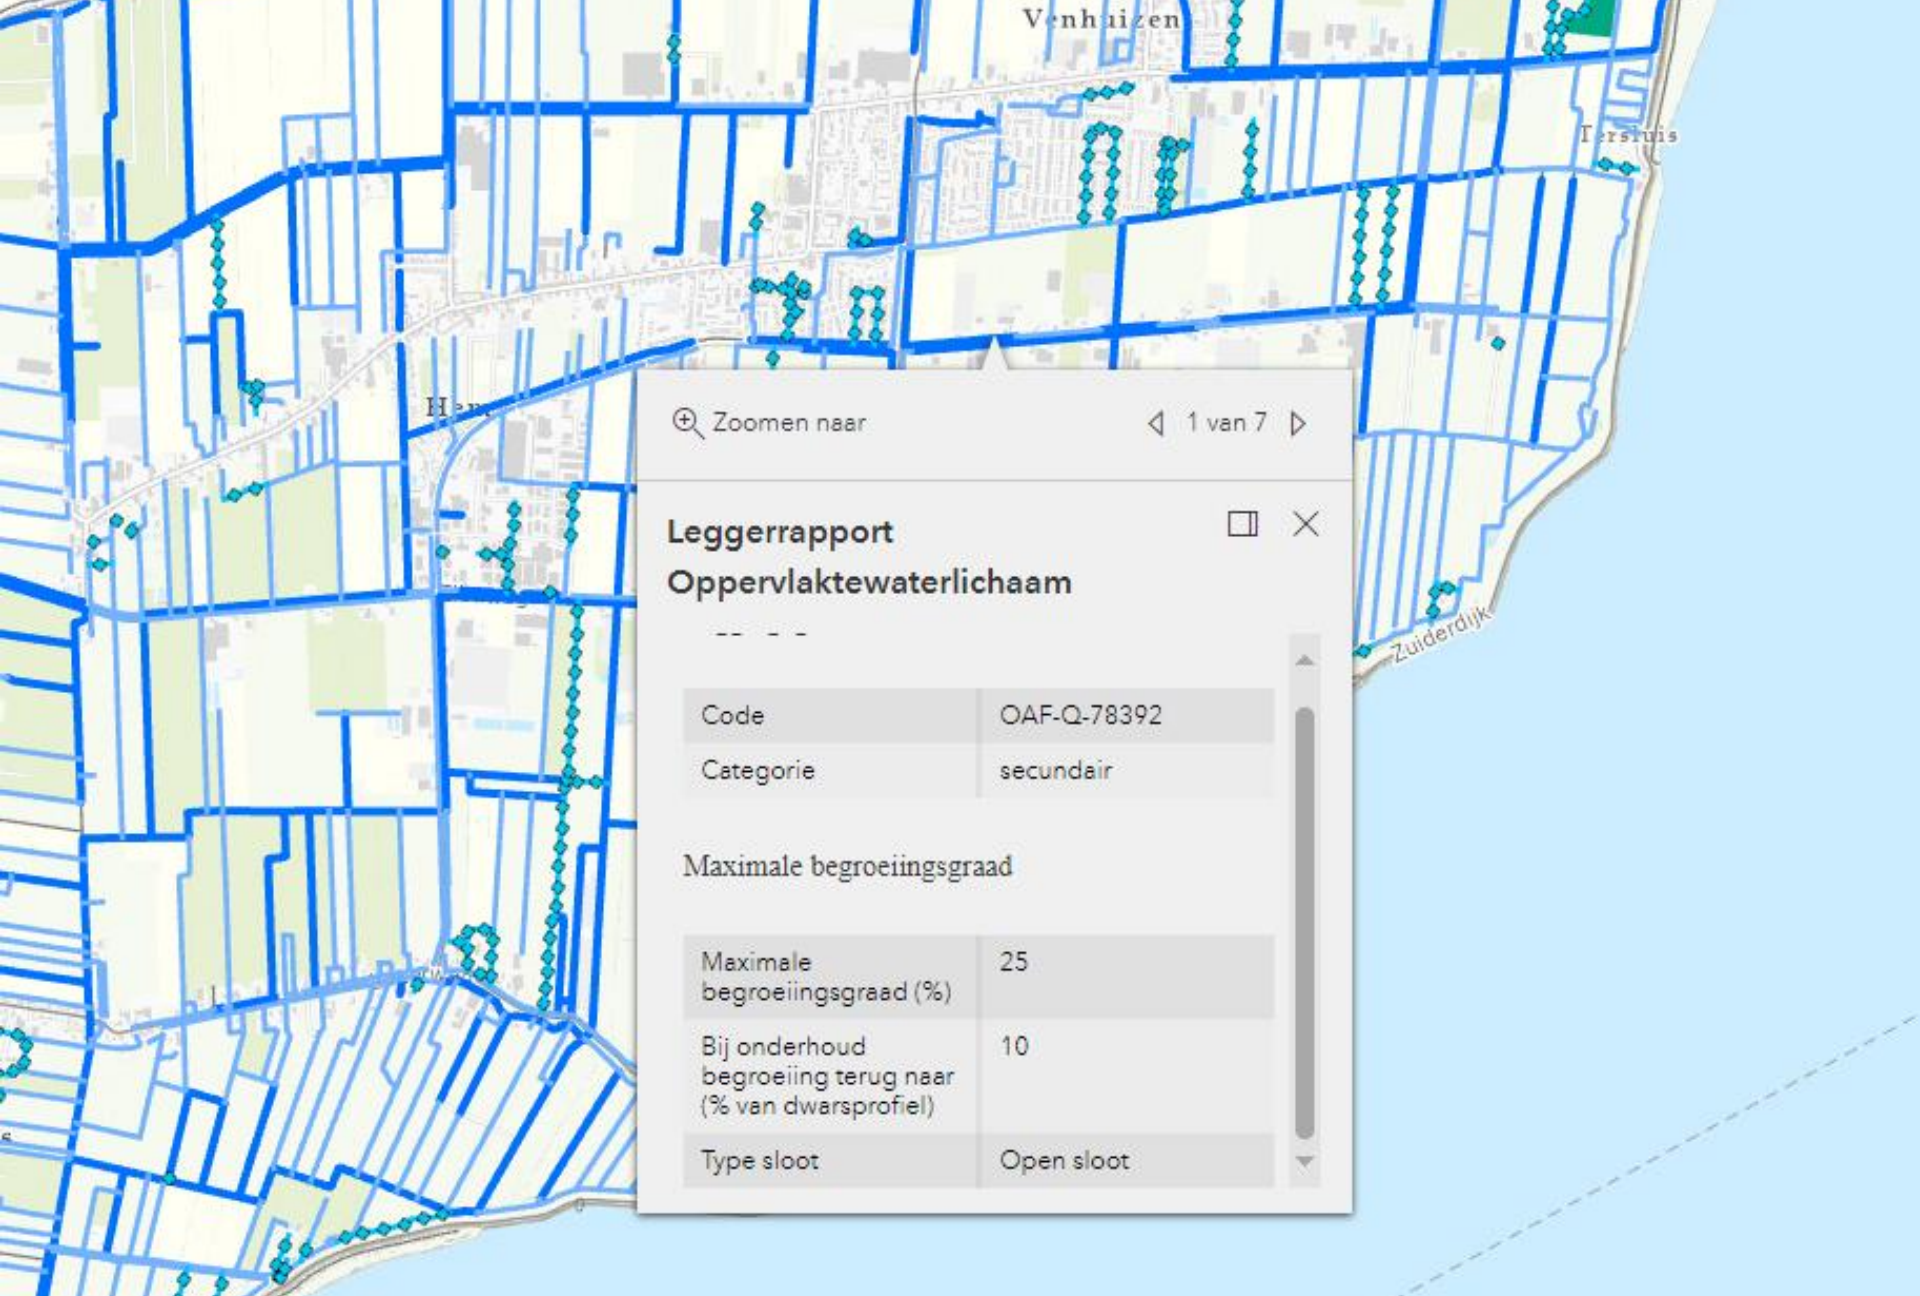 Venhuizen
Tersluis
Hem
Zoomen naar
1 van 7
Leggerrapport
Oppervlaktewaterlichaam
Code
OAF-Q-78392
Categorie
secundair
Maximale begroeiingsgraad
Maximale
begroeiingsgraad (%)
25
Bij onderhoud
begroeiing terug naar
(% van dwarsprofiel)
10
Type sloot
Open sloot
Zuiderdijk